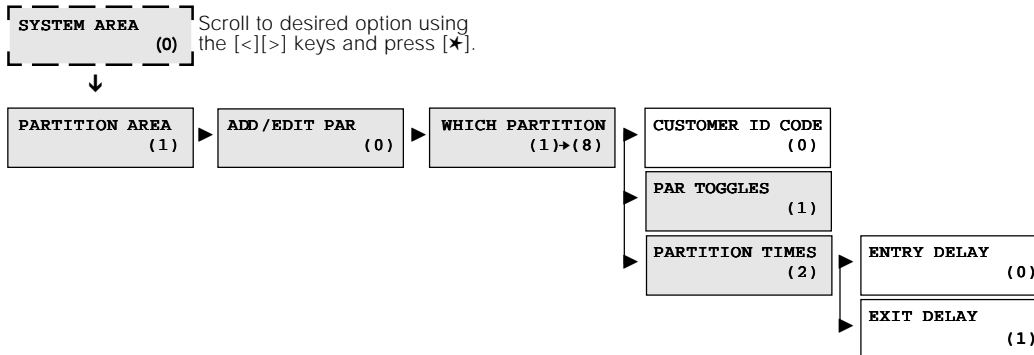 SYSTEM AREA
(0)
Scroll to desired option using
the [<][>] keys and press [★].
PARTITION AREA
(1)
ADD/EDIT PAR
(0)
WHICH PARTITION
(1)→(8)
CUSTOMER ID CODE
(0)
PAR TOGGLES
(1)
PARTITION TIMES
(2)
ENTRY DELAY
(0)
EXIT DELAY
(1)